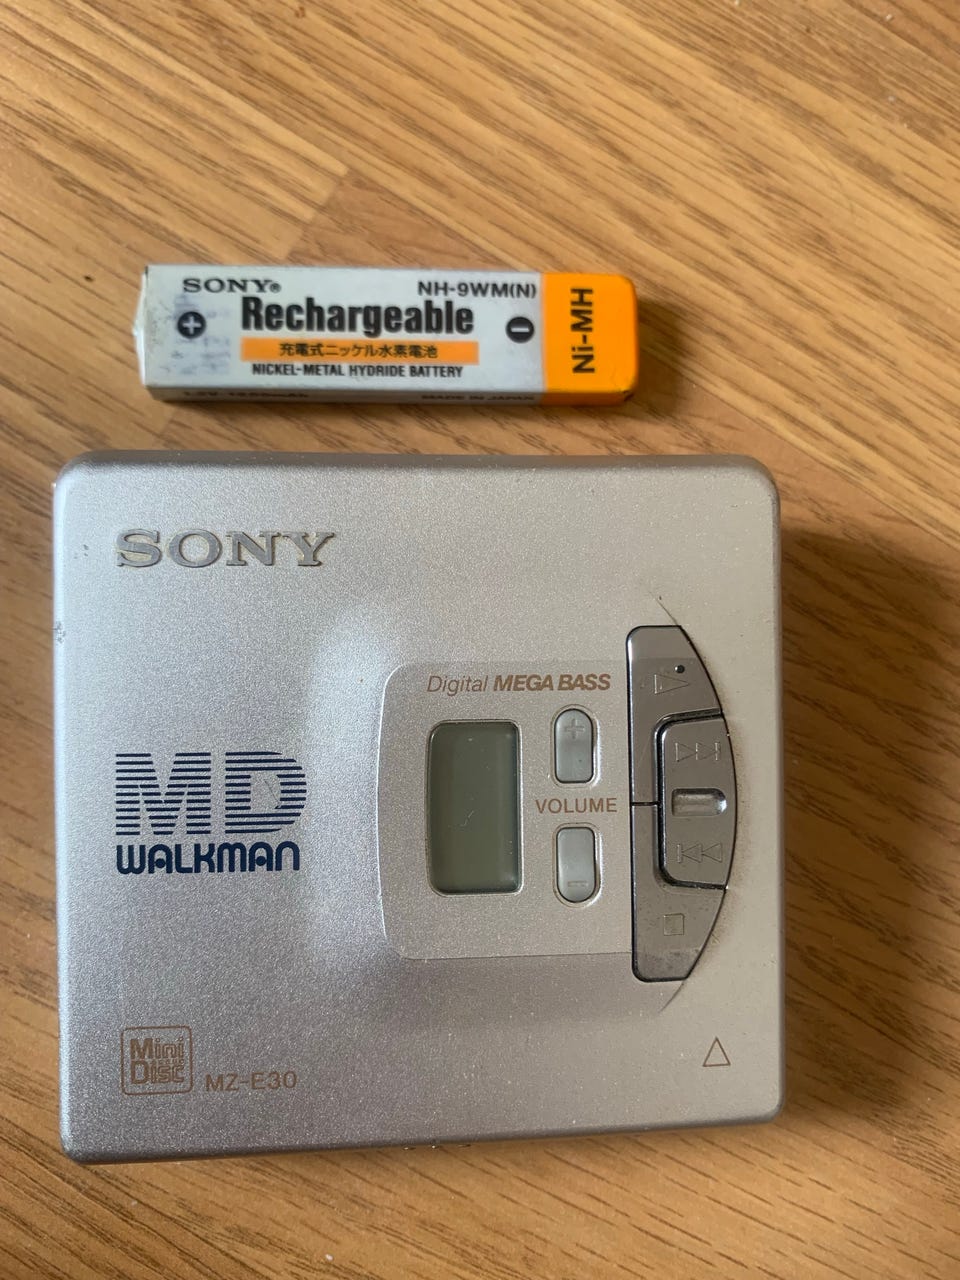 SONY® NH-9WM(N)
+ Rechargeable -
充電式ニッケル水素電池
NICKEL-METAL HYDRIDE BATTERY
MADE IN JAPAN
Ni-MH
SONY
Digital MEGA BASS
+
VOLUME
-
MD
WALKMAN
Mini
Disc
MZ-E30